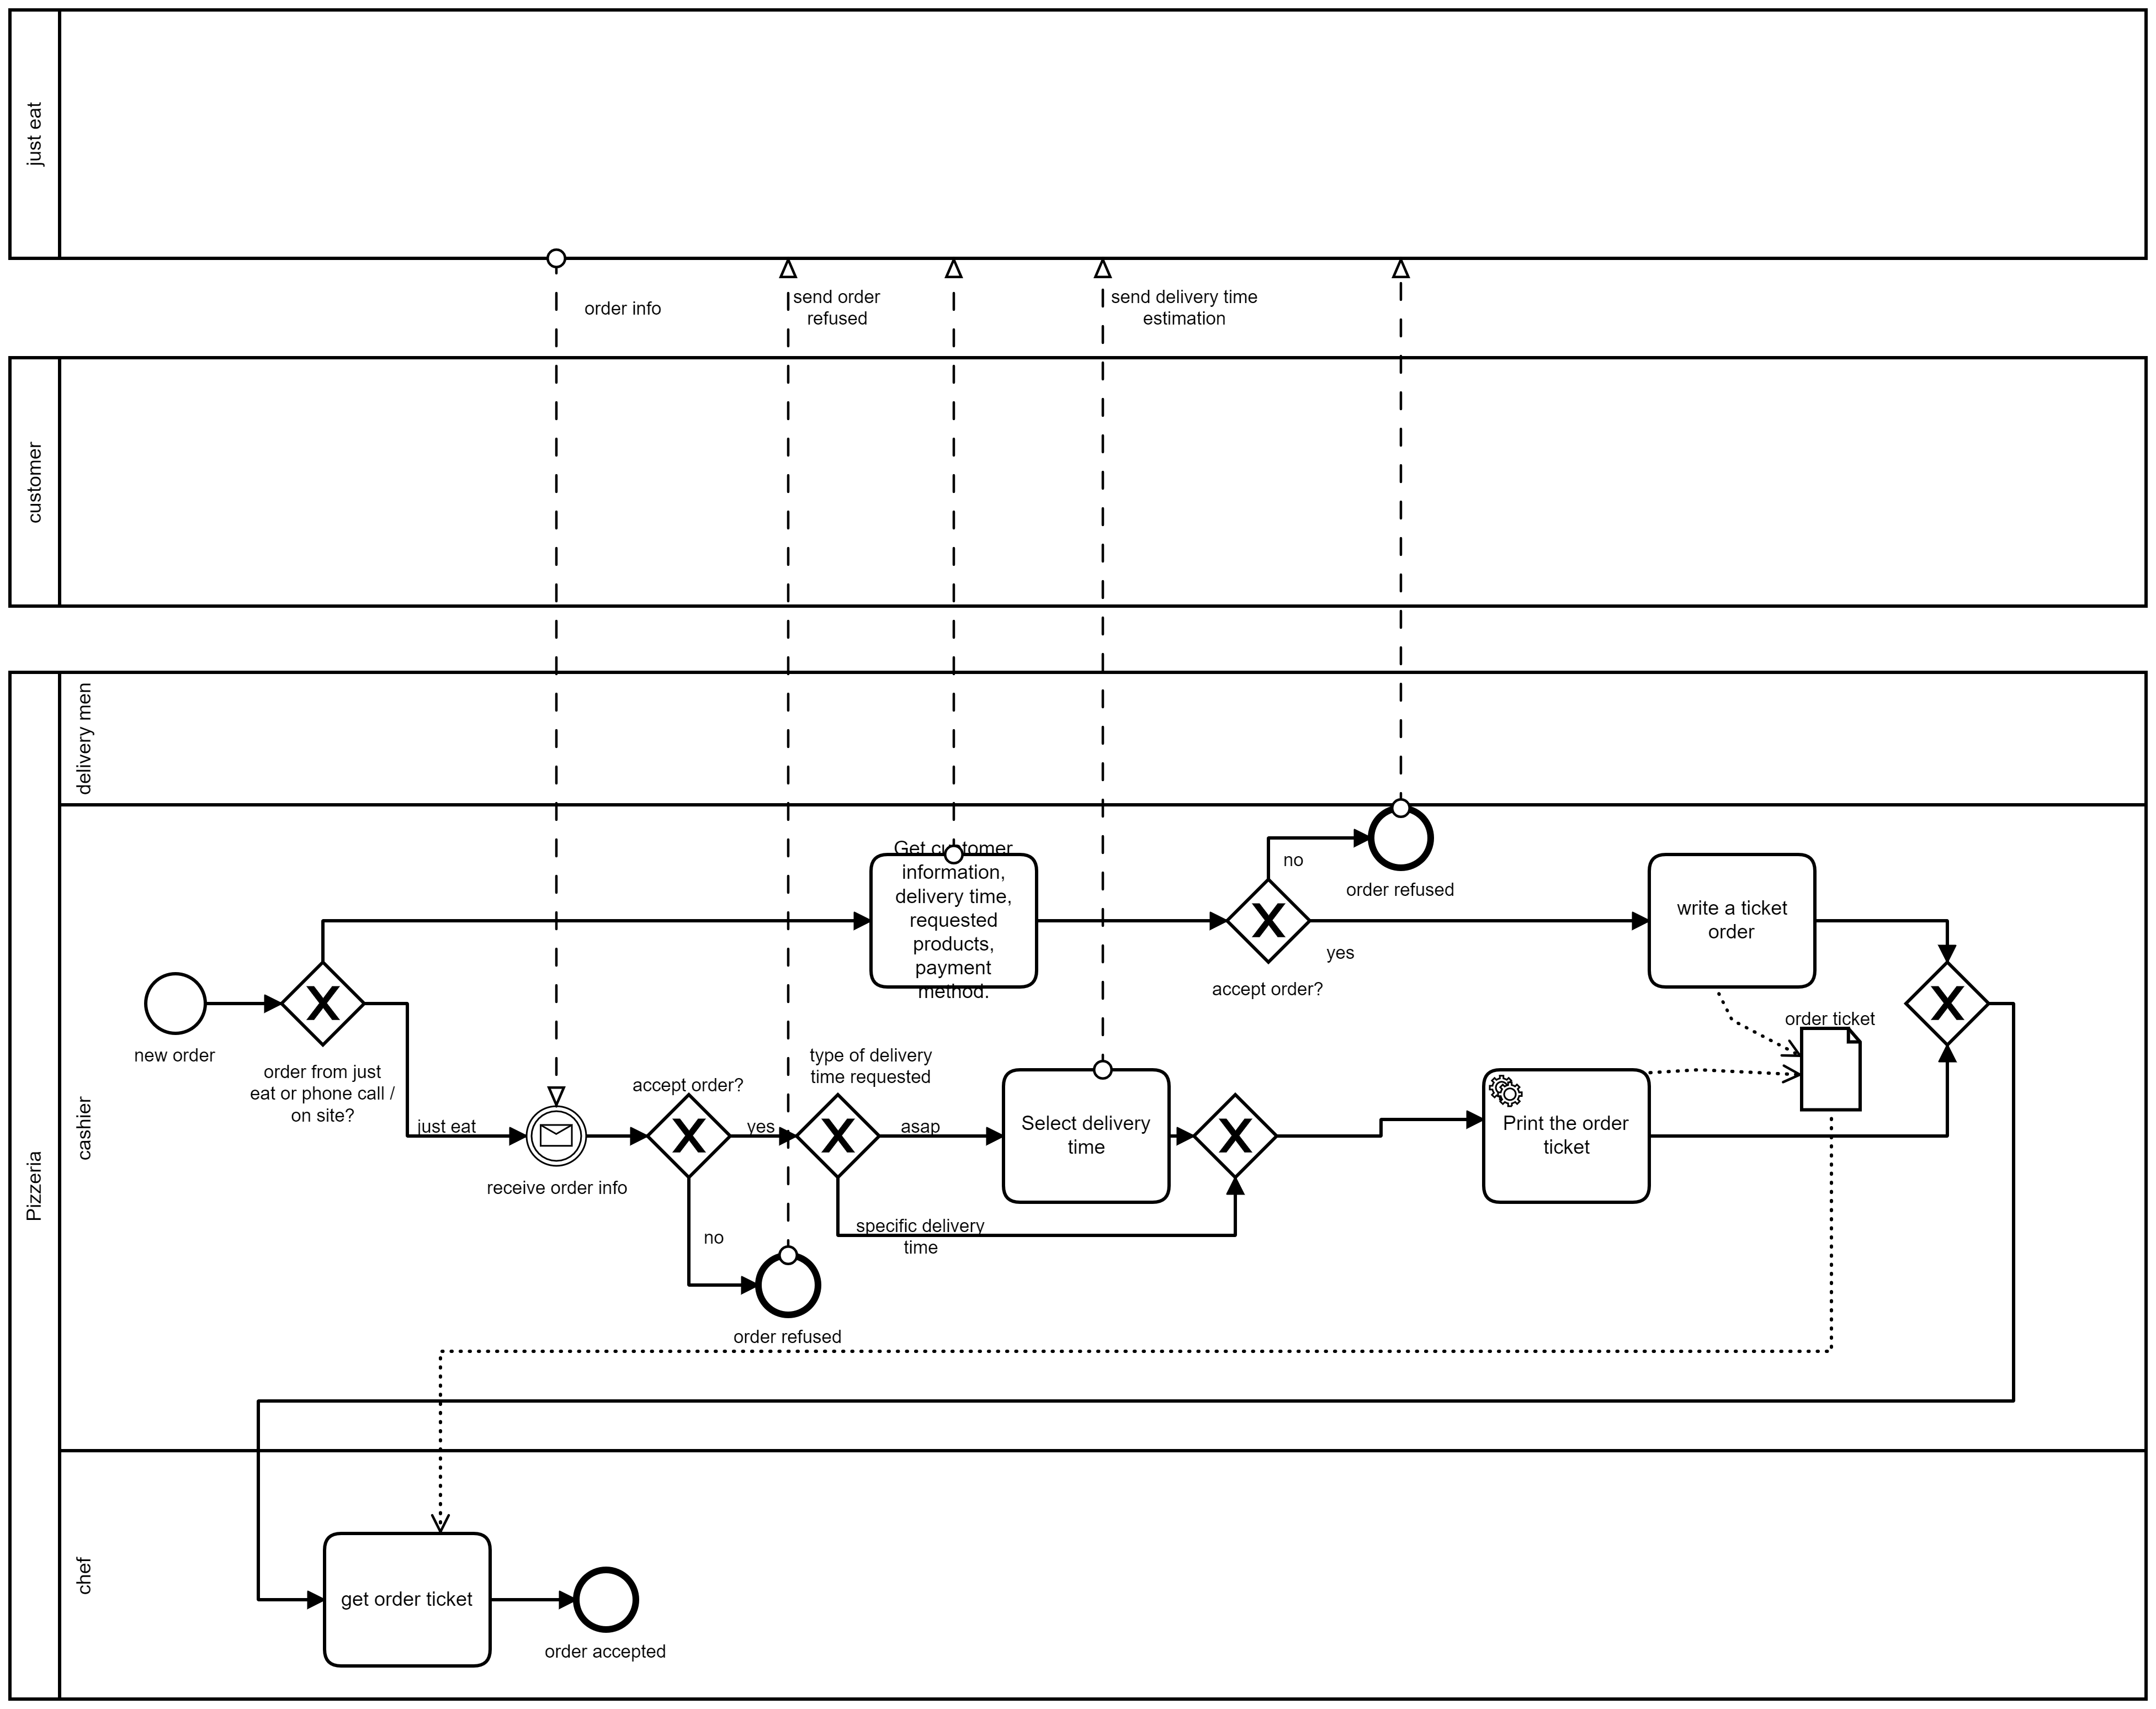 just eat
order info
send order
refused
send delivery time
estimation
customer
Pizzeria
delivery men
cashier
Get customer
information,
delivery time,
requested
products,
payment
method.
no
order refused
yes
accept order?
write a ticket
order
new order
order from just
eat or phone call /
on site?
just eat
receive order info
accept order?
yes
no
order refused
type of delivery
time requested
asap
specific delivery
time
Select delivery
time
Print the order
ticket
order ticket
chef
get order ticket
order accepted